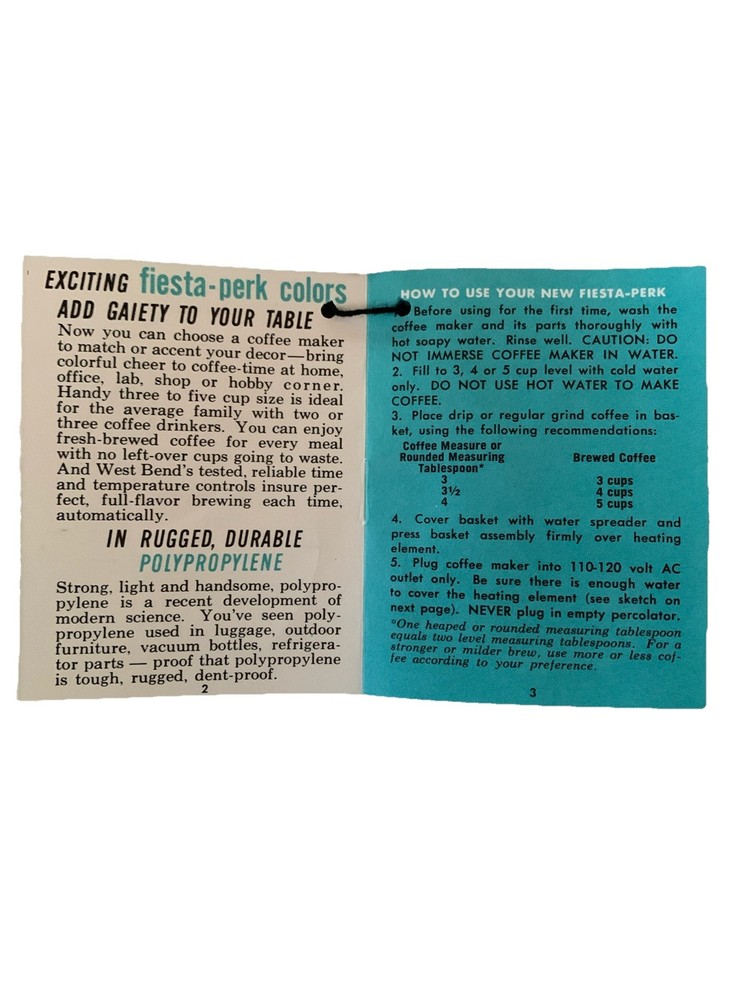 EXCITING fiesta-perk colors
ADD GAIETY TO YOUR TABLE
Now you can choose a coffee maker
to match or accent your decor—bring
colorful cheer to coffee-time at home,
office, lab, shop or hobby corner.
Handy three to five cup size is ideal
for the average family with two or
three coffee drinkers. You can enjoy
fresh-brewed coffee for every meal
with no left-over cups going to waste.
And West Bend's tested, reliable time
and temperature controls insure per-
fect, full-flavor brewing each time,
automatically.
IN RUGGED, DURABLE
POLYPROPYLENE
Strong, light and handsome, polypro-
pylene is a recent development of
modern science. You've seen poly-
propylene used in luggage, outdoor
furniture, vacuum bottles, refrigera-
tor parts — proof that polypropylene
is tough, rugged, dent-proof.
2
HOW TO USE YOUR NEW FIESTA-PERK
Before using for the first time, wash the
coffee maker and its parts thoroughly with
hot soapy water. Rinse well. CAUTION: DO
NOT IMMERSE COFFEE MAKER IN WATER.
2. Fill to 3, 4 or 5 cup level with cold water
only. DO NOT USE HOT WATER TO MAKE
COFFEE.
3. Place drip or regular grind coffee in bas-
ket, using the following recommendations:
Coffee Measure or
Rounded Measuring Brewed Coffee
Tablespoon*
3 3 cups
3½ 4 cups
4 5 cups
4. Cover basket with water spreader and
press basket assembly firmly over heating
element.
5. Plug coffee maker into 110-120 volt AC
outlet only. Be sure there is enough water
to cover the heating element (see sketch on
next page). NEVER plug in empty percolator.
*One heaped or rounded measuring tablespoon
equals two level measuring tablespoons. For a
stronger or milder brew, use more or less cof-
fee according to your preference.
3